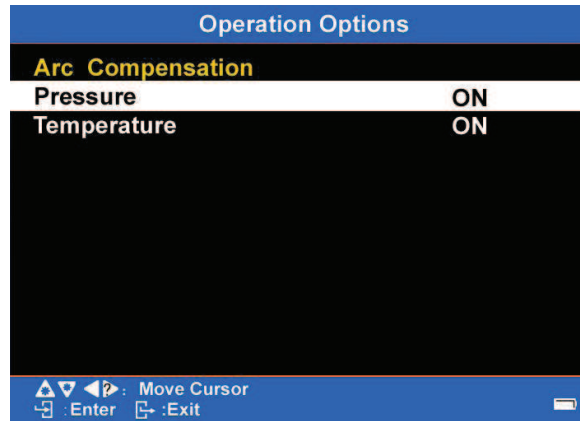 Operation Options
Arc Compensation
Pressure ON
Temperature ON
? : Move Cursor
:Enter :Exit